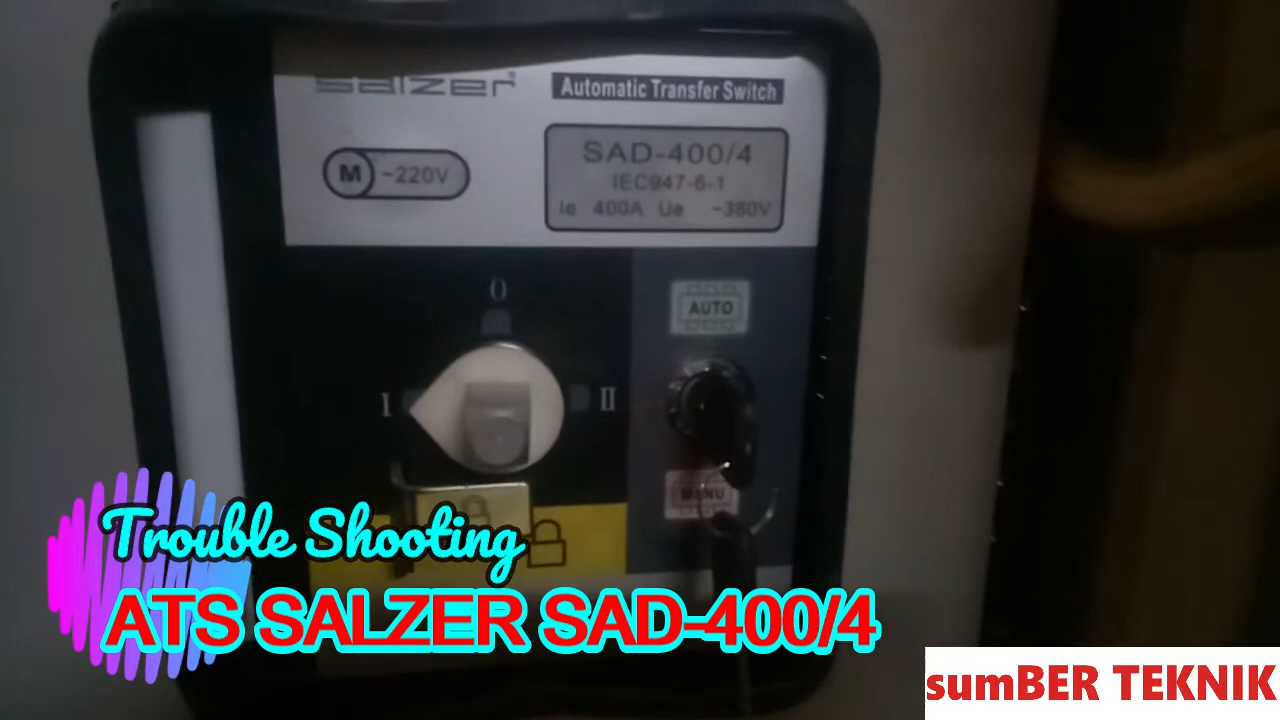 salzer®
Automatic Transfer Switch
M ~220V
SAD-400/4
IEC947-6-1
Ie 400A Ue ~380V
0
I
II
AUTO
MANU
Trouble Shooting
ATS SALZER SAD-400/4
sumBER TEKNIK